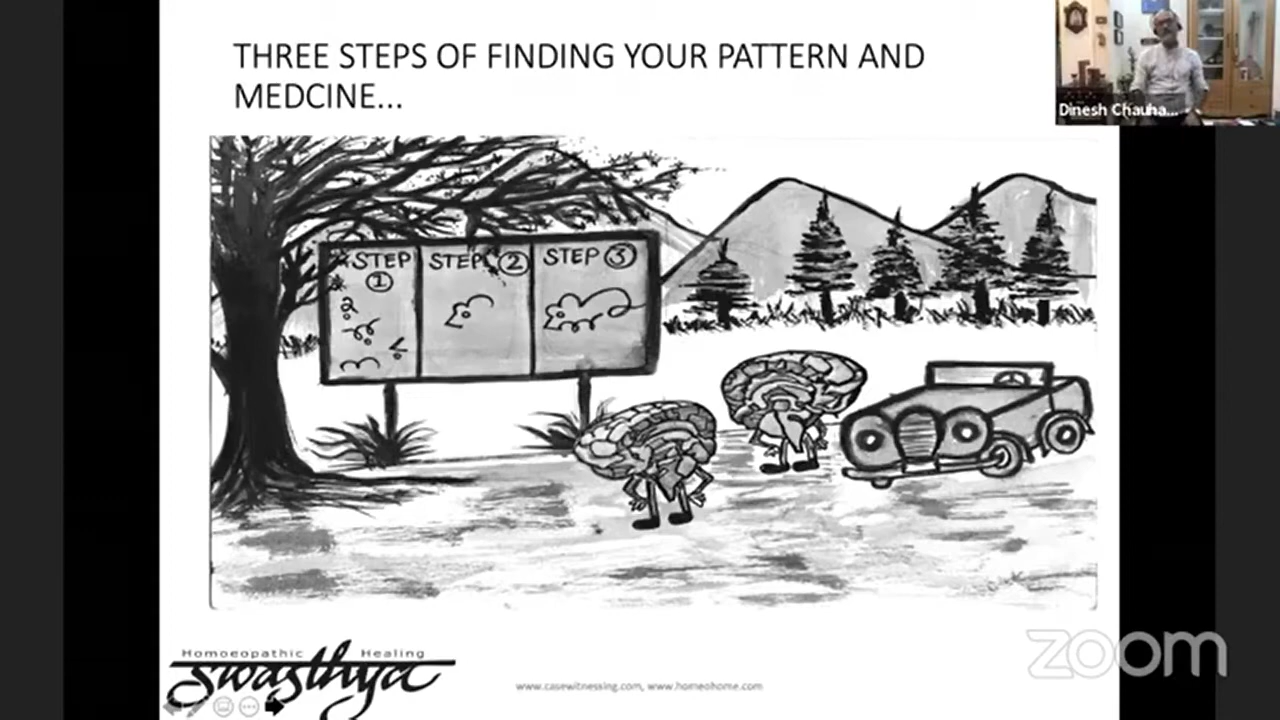 THREE STEPS OF FINDING YOUR PATTERN AND
MEDCINE...
Dinesh Chauha...
STEP
①
STEP ②
STEP ③
Homoeopathic Healing
swasthya
www.casewitnessing.com, www.homeohome.com
zoom